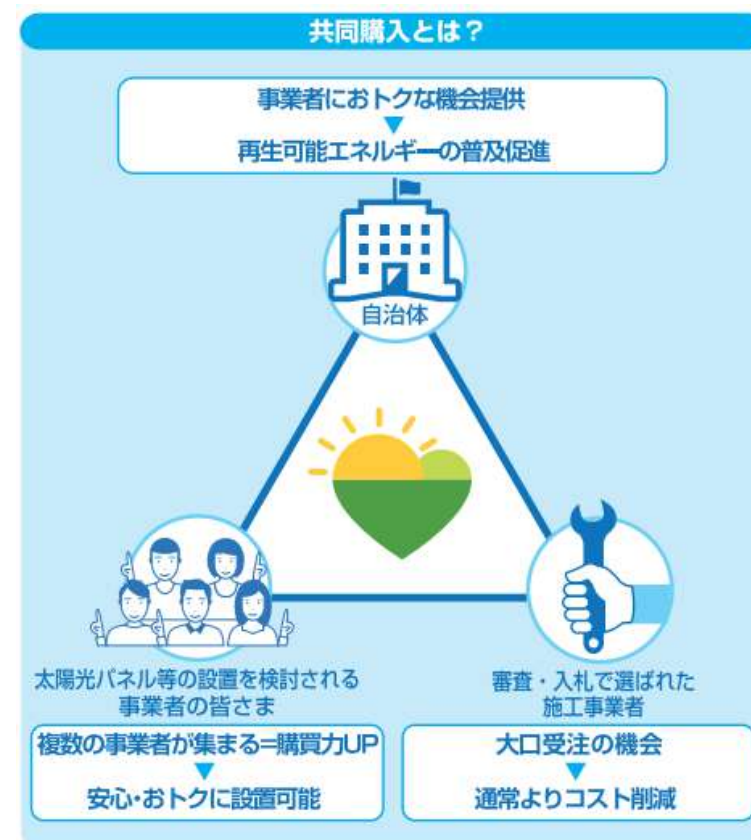 共同購入とは？
事業者におトクな機会提供
再生可能エネルギーの普及促進
自治体
太陽光パネル等の設置を検討される
事業者の皆さま
複数の事業者が集まる=購買力UP
安心・おトクに設置可能
審査・入札で選ばれた
施工事業者
大口受注の機会
通常よりコスト削減